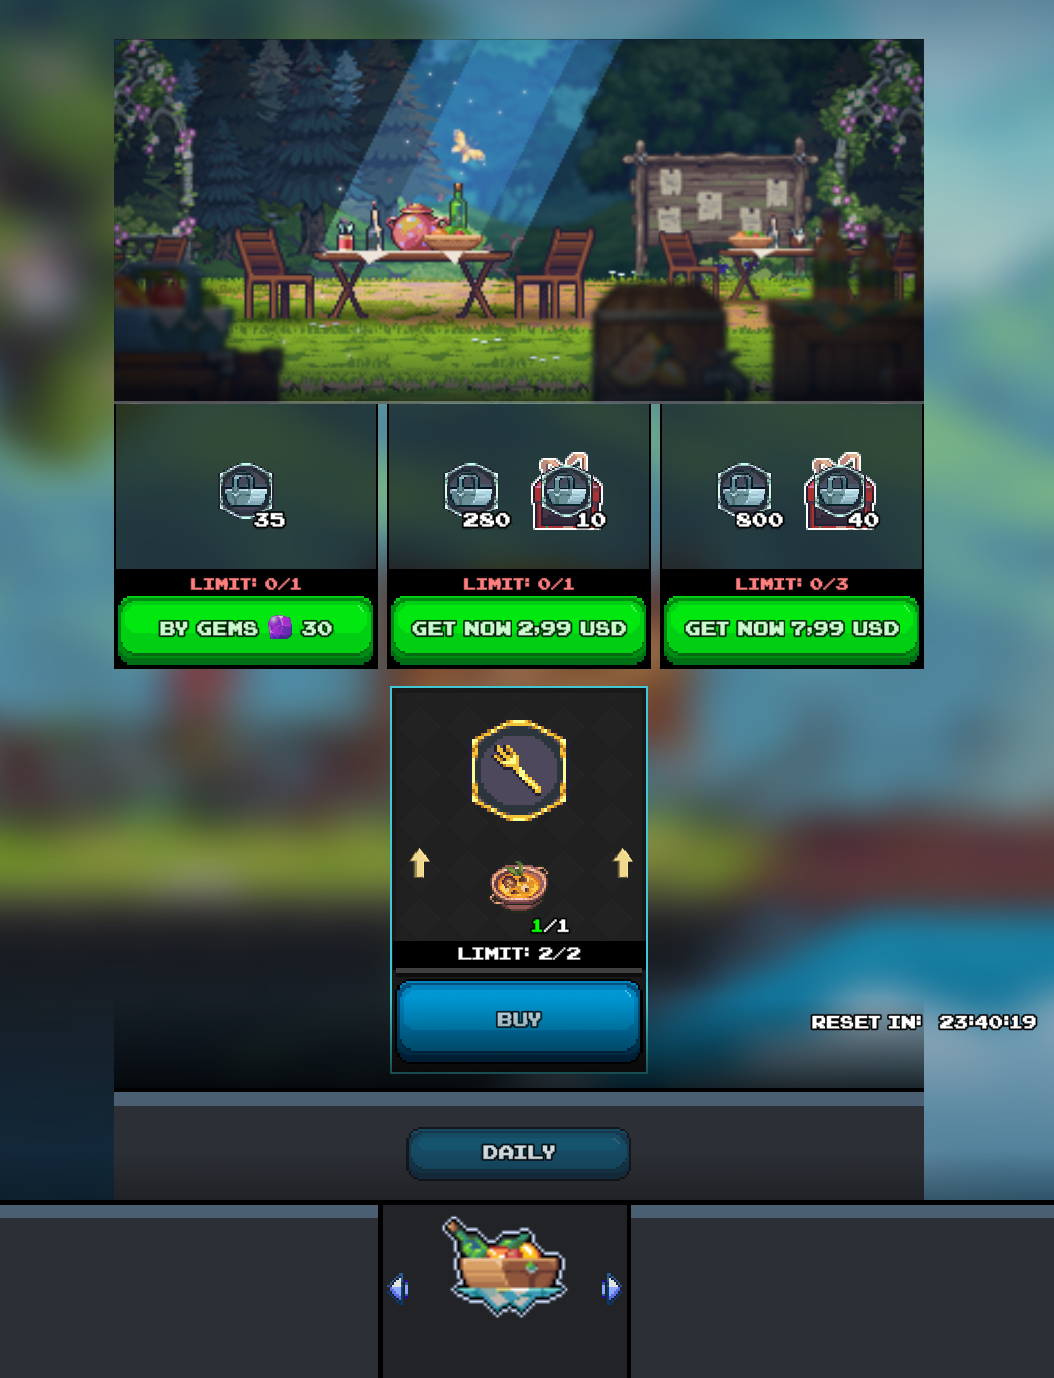 35
280
10
800
40
LIMIT: 0/1
LIMIT: 0/1
LIMIT: 0/3
BY GEMS 30
GET NOW 2,99 USD
GET NOW 7,99 USD
1/1
LIMIT: 2/2
BUY
RESET IN: 23:40:19
DAILY